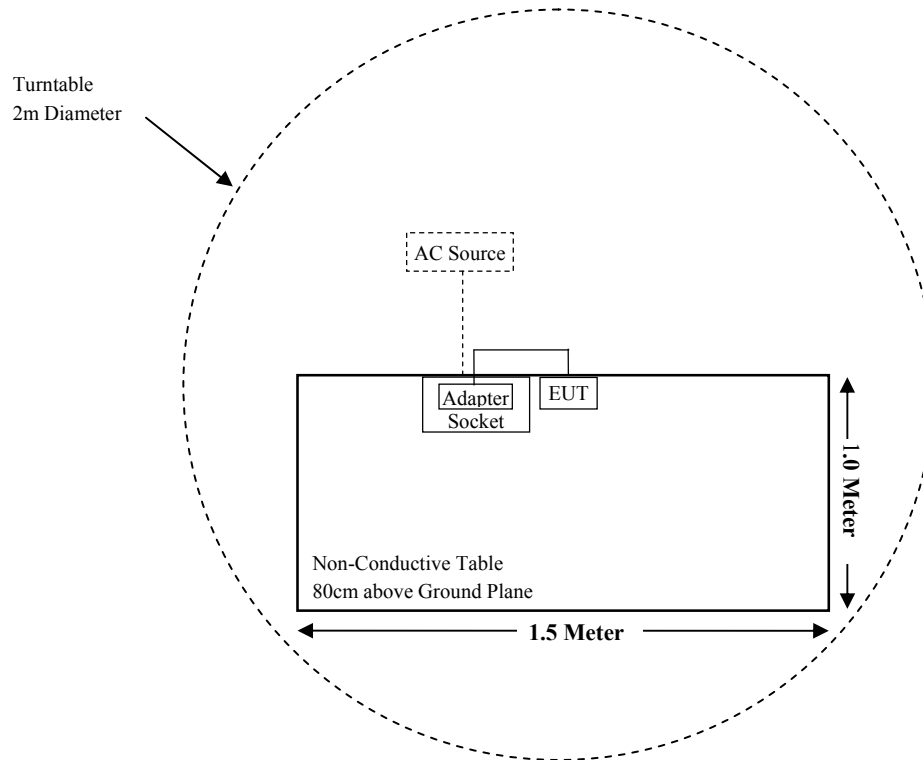 Turntable
2m Diameter
AC Source
Adapter
Socket
EUT
1.0 Meter
Non-Conductive Table
80cm above Ground Plane
1.5 Meter